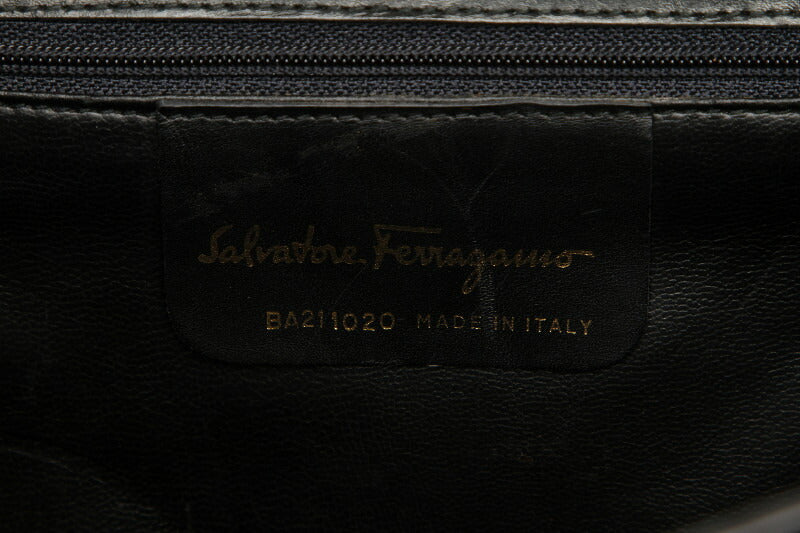 Salvatore Ferragamo
BA211020 MADE IN ITALY